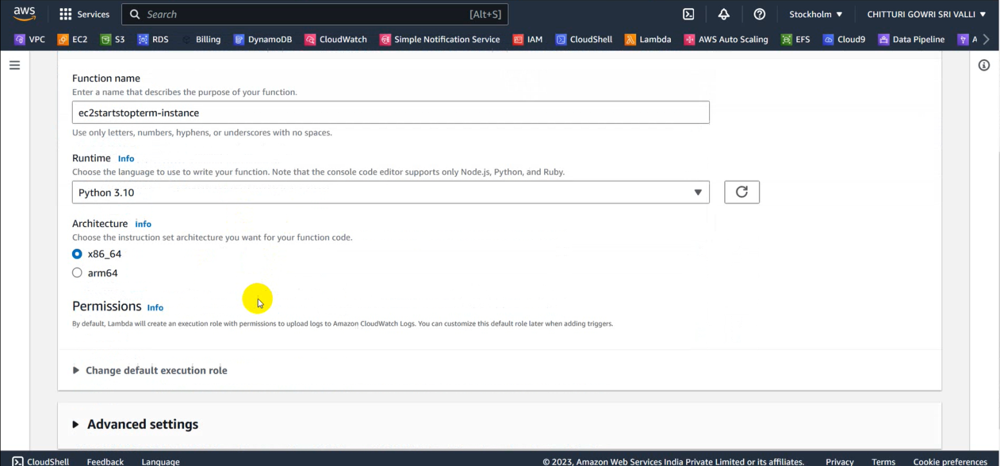 aws Services Search [Alt+S] Stockholm ▼ CHITTURI GOWRI SRI VALLI ▼
VPC EC2 S3 RDS Billing DynamoDB CloudWatch Simple Notification Service IAM CloudShell Lambda AWS Auto Scaling EFS Cloud9 Data Pipeline A
Function name
Enter a name that describes the purpose of your function.
ec2startstopterm-instance
Use only letters, numbers, hyphens, or underscores with no spaces.
Runtime Info
Choose the language to use to write your function. Note that the console code editor supports only Node.js, Python, and Ruby.
Python 3.10
Architecture Info
Choose the instruction set architecture you want for your function code.
x86_64
arm64
Permissions Info
By default, Lambda will create an execution role with permissions to upload logs to Amazon CloudWatch Logs. You can customize this default role later when adding triggers.
Change default execution role
Advanced settings
CloudShell Feedback Language © 2023, Amazon Web Services India Private Limited or its affiliates. Privacy Terms Cookie preferences